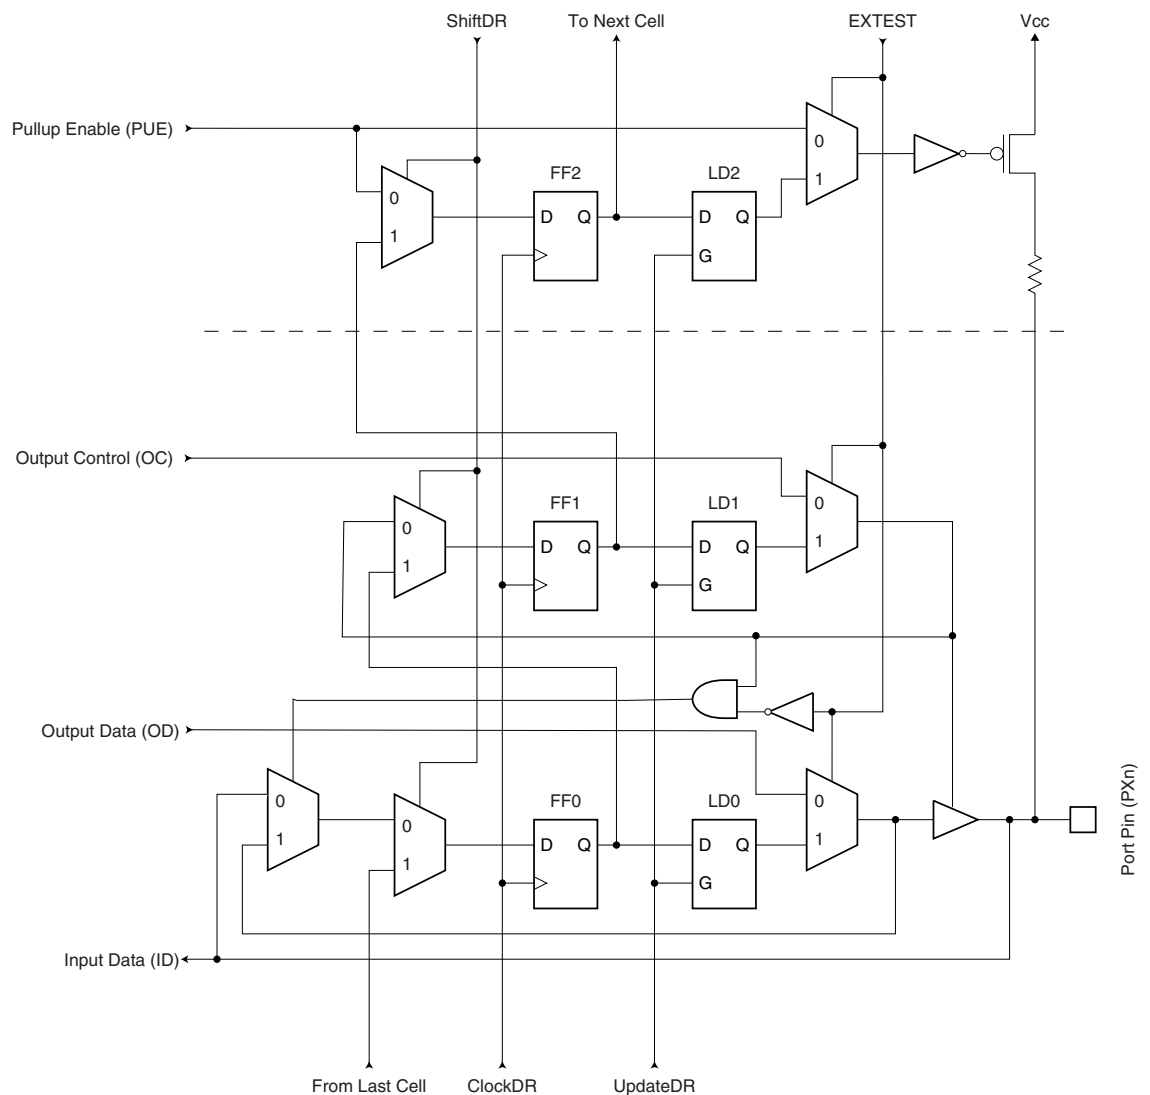 ShiftDR To Next Cell EXTEST Vcc
Pullup Enable (PUE)
0
1
FF2 LD2
0
1
D Q D Q
G
Output Control (OC)
FF1 LD1
0
1
0
1
D Q D Q
G
Output Data (OD)
FF0 LD0
0
1
0
1
0
1
D Q D Q
G
Port Pin (PXn)
Input Data (ID)
From Last Cell ClockDR UpdateDR